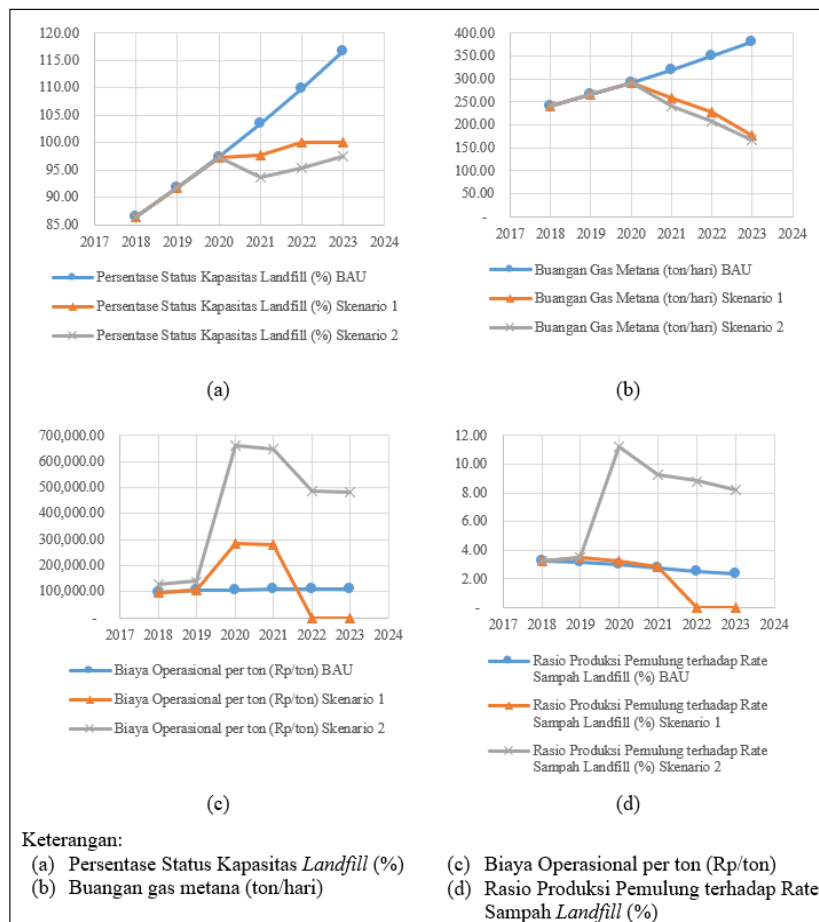 120.00
115.00
110.00
105.00
100.00
95.00
90.00
85.00
2017 2018 2019 2020 2021 2022 2023 2024
Persentase Status Kapasitas Landfill (%) BAU
Persentase Status Kapasitas Landfill (%) Skenario 1
Persentase Status Kapasitas Landfill (%) Skenario 2
(a)
400.00
350.00
300.00
250.00
200.00
150.00
100.00
50.00
-
2017 2018 2019 2020 2021 2022 2023 2024
Buangan Gas Metana (ton/hari) BAU
Buangan Gas Metana (ton/hari) Skenario 1
Buangan Gas Metana (ton/hari) Skenario 2
(b)
700,000.00
600,000.00
500,000.00
400,000.00
300,000.00
200,000.00
100,000.00
-
2017 2018 2019 2020 2021 2022 2023 2024
Biaya Operasional per ton (Rp/ton) BAU
Biaya Operasional per ton (Rp/ton) Skenario 1
Biaya Operasional per ton (Rp/ton) Skenario 2
(c)
12.00
10.00
8.00
6.00
4.00
2.00
-
2017 2018 2019 2020 2021 2022 2023 2024
Rasio Produksi Pemulung terhadap Rate
Sampah Landfill (%) BAU
Rasio Produksi Pemulung terhadap Rate
Sampah Landfill (%) Skenario 1
Rasio Produksi Pemulung terhadap Rate
Sampah Landfill (%) Skenario 2
(d)
Keterangan:
(a) Persentase Status Kapasitas Landfill (%)
(b) Buangan gas metana (ton/hari)
(c) Biaya Operasional per ton (Rp/ton)
(d) Rasio Produksi Pemulung terhadap Rate
Sampah Landfill (%)